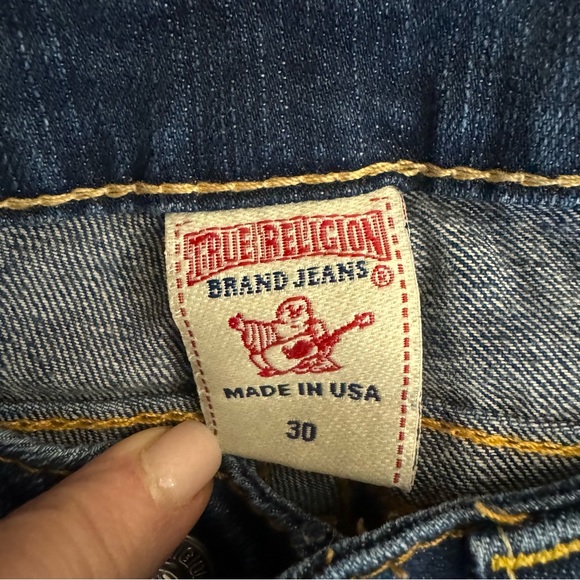 TRUE RELIGION
BRAND JEANS ®
MADE IN USA
30